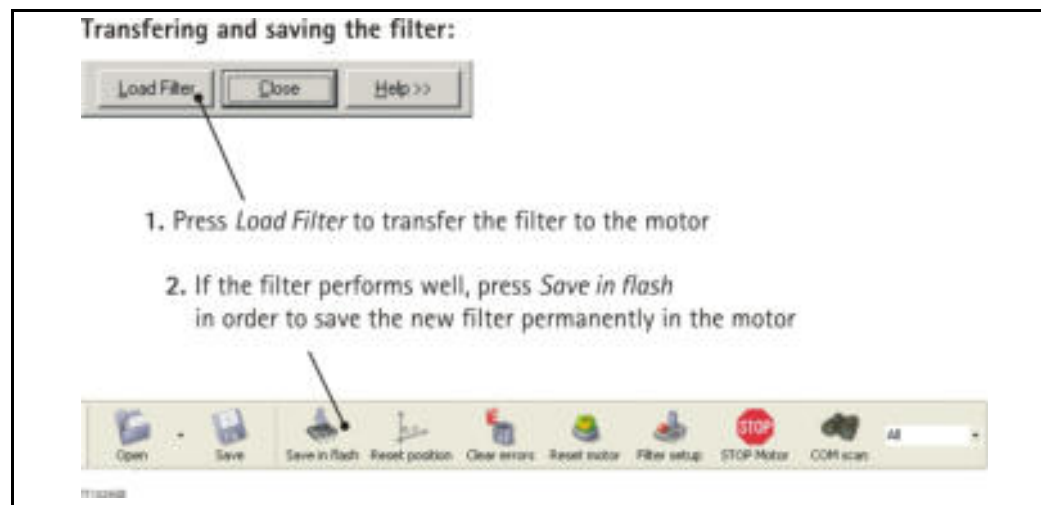 Transfering and saving the filter:
Load Filter Close Help >>
1. Press Load Filter to transfer the filter to the motor
2. If the filter performs well, press Save in flash
in order to save the new filter permanently in the motor
Open Save Save in flash Reset position Clear errors Reset motor Filter setup STOP Motor COM scan All
STOP